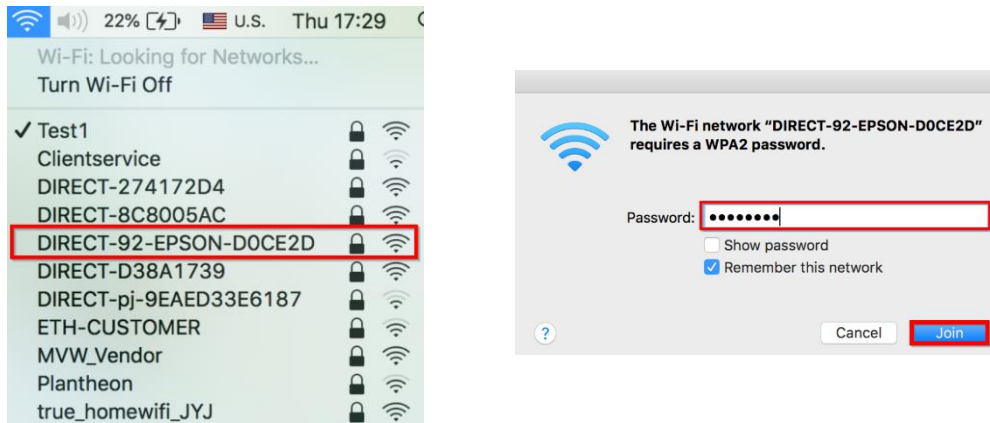 22% U.S. Thu 17:29
Wi-Fi: Looking for Networks...
Turn Wi-Fi Off
✓ Test1
Clientservice
DIRECT-274172D4
DIRECT-8C8005AC
DIRECT-92-EPSON-D0CE2D
DIRECT-D38A1739
DIRECT-pj-9EAED33E6187
ETH-CUSTOMER
MVW_Vendor
Plantheon
true_homewifi_JYJ
The Wi-Fi network “DIRECT-92-EPSON-D0CE2D”
requires a WPA2 password.
Password: ••••••••
Show password
Remember this network
? Cancel Join